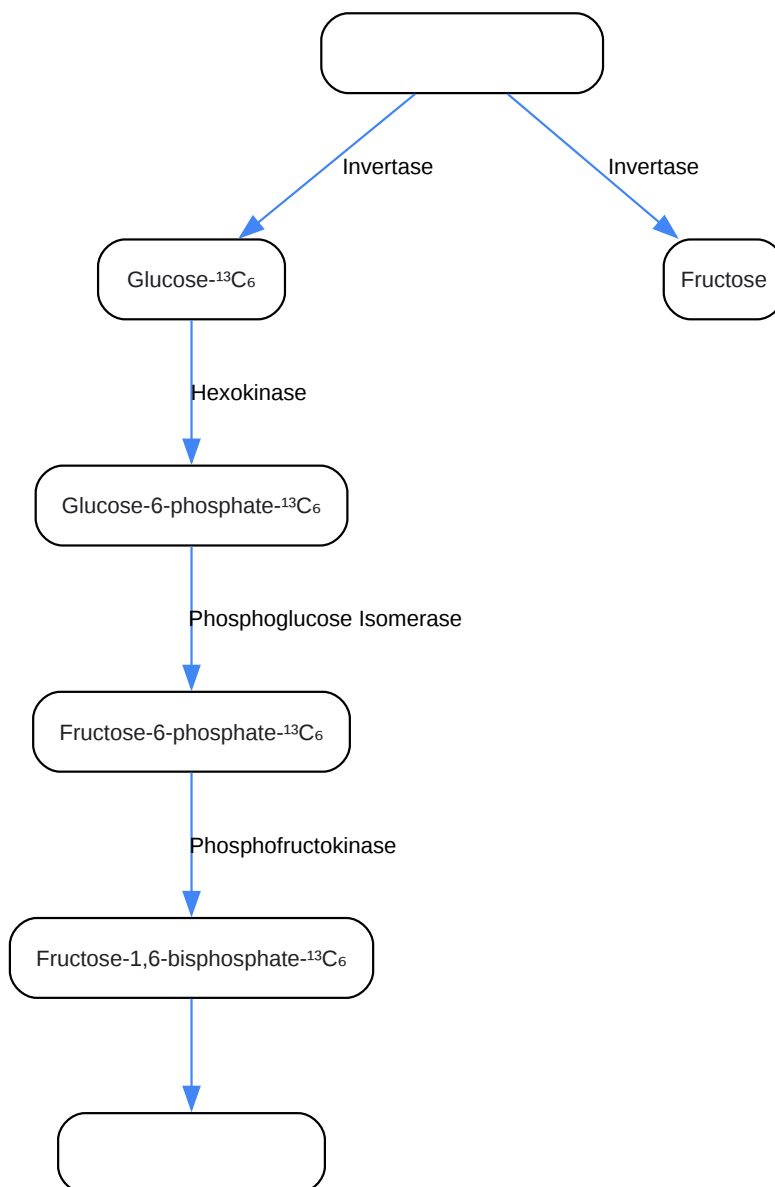 Invertase
Invertase
Glucose-¹³C₆
Fructose
Hexokinase
Glucose-6-phosphate-¹³C₆
Phosphoglucose Isomerase
Fructose-6-phosphate-¹³C₆
Phosphofructokinase
Fructose-1,6-bisphosphate-¹³C₆